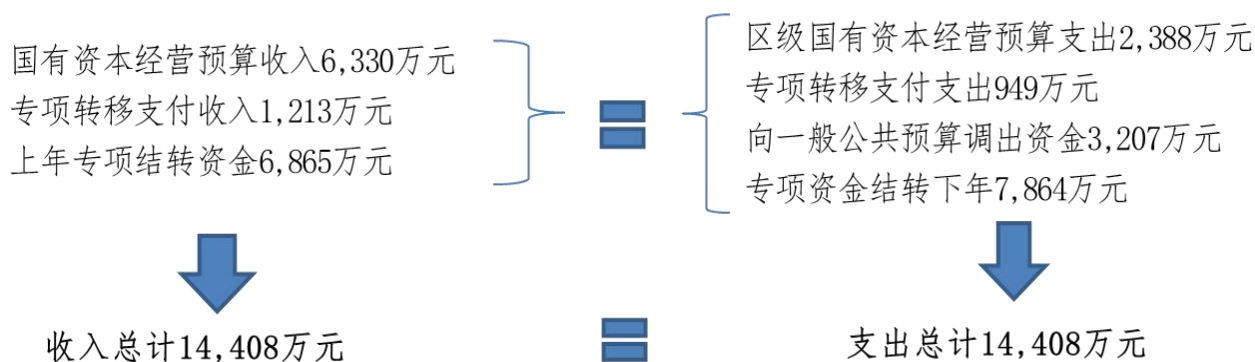 国有资本经营预算收入6,330万元
专项转移支付收入1,213万元
上年专项结转资金6,865万元
区级国有资本经营预算支出2,388万元
专项转移支付支出949万元
向一般公共预算调出资金3,207万元
专项资金结转下年7,864万元
收入总计14,408万元
支出总计14,408万元